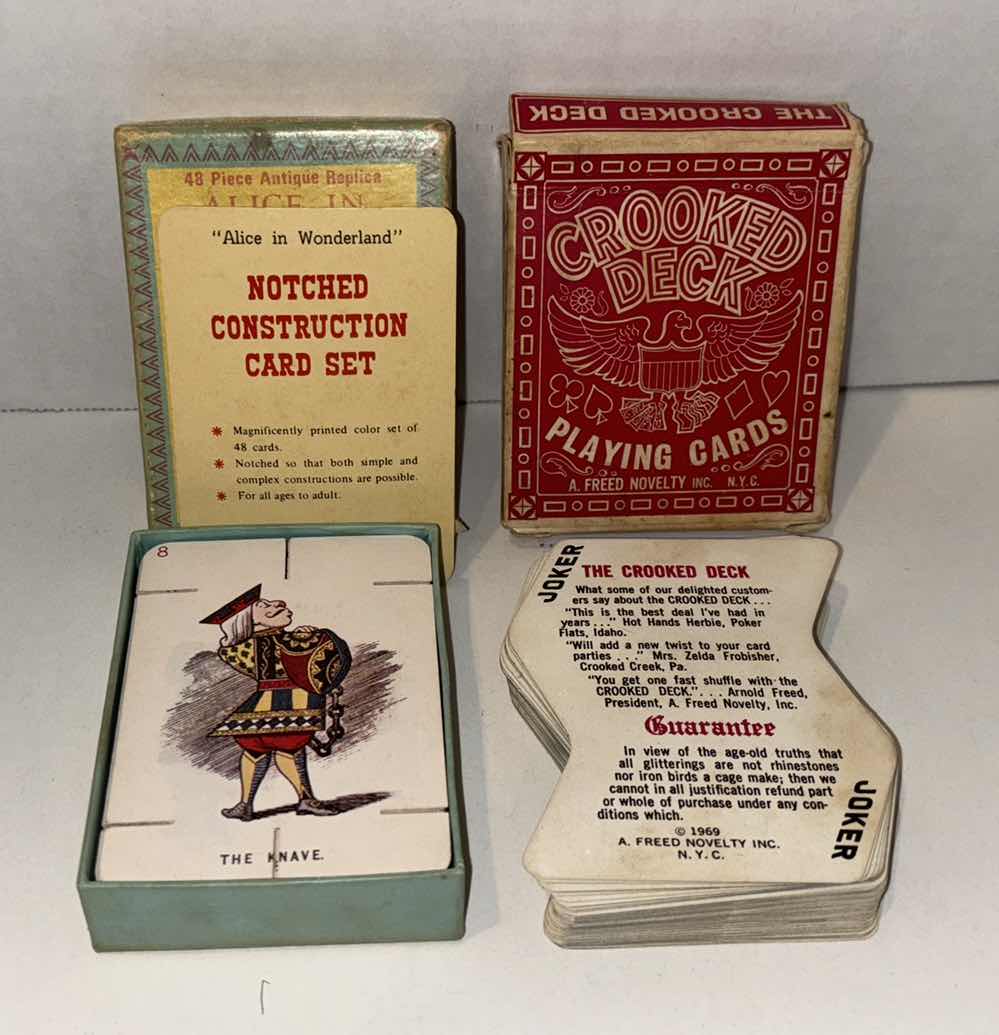 48 Piece Antique Replica
ALICE IN
"Alice in Wonderland"
NOTCHED
CONSTRUCTION
CARD SET
Magnificently printed color set of
48 cards.
Notched so that both simple and
complex constructions are possible.
For all ages to adult.
8
THE KNAVE.
THE CROOKED DECK
CROOKED
DECK
PLAYING CARDS
A. FREED NOVELTY INC. N.Y.C.
JOKER
THE CROOKED DECK
What some of our delighted custom-
ers say about the CROOKED DECK . . .
"This is the best deal I've had in
years . . ." Hot Hands Herbie, Poker
Flats, Idaho.
"Will add a new twist to your card
parties . . ." Mrs. Zelda Frobisher,
Crooked Creek, Pa.
"You get one fast shuffle with the
CROOKED DECK.". . . Arnold Freed,
President, A. Freed Novelty, Inc.
Guarantee
In view of the age-old truths that
all glitterings are not rhinestones
nor iron birds a cage make; then we
cannot in all justification refund part
or whole of purchase under any con-
ditions which.
© 1969
A. FREED NOVELTY INC.
N. Y. C.
JOKER